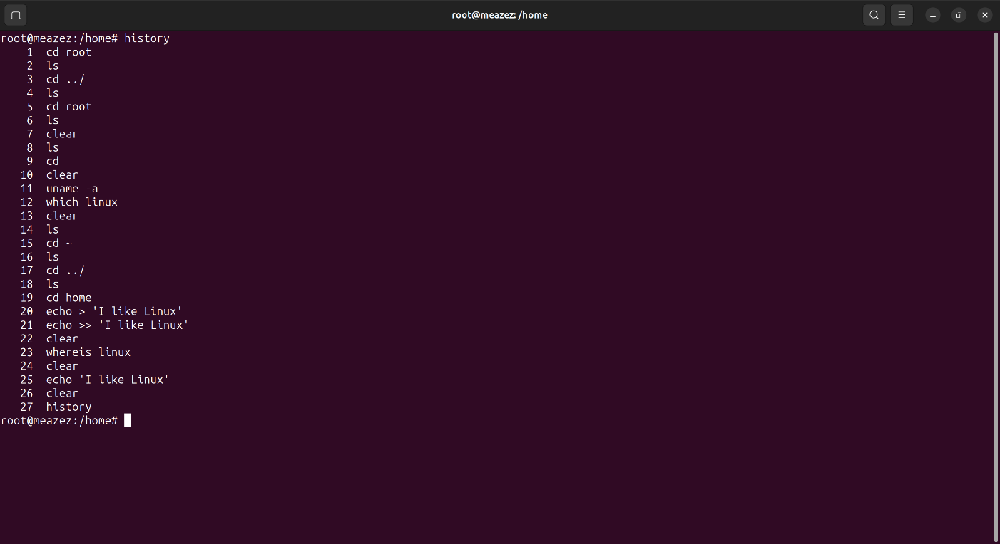 root@meazez: /home
root@meazez:/home# history
    1  cd root
    2  ls
    3  cd ../
    4  ls
    5  cd root
    6  ls
    7  clear
    8  ls
    9  cd
   10  clear
   11  uname -a
   12  which linux
   13  clear
   14  ls
   15  cd ~
   16  ls
   17  cd ../
   18  ls
   19  cd home
   20  echo > 'I like Linux'
   21  echo >> 'I like Linux'
   22  clear
   23  whereis linux
   24  clear
   25  echo 'I like Linux'
   26  clear
   27  history
root@meazez:/home#